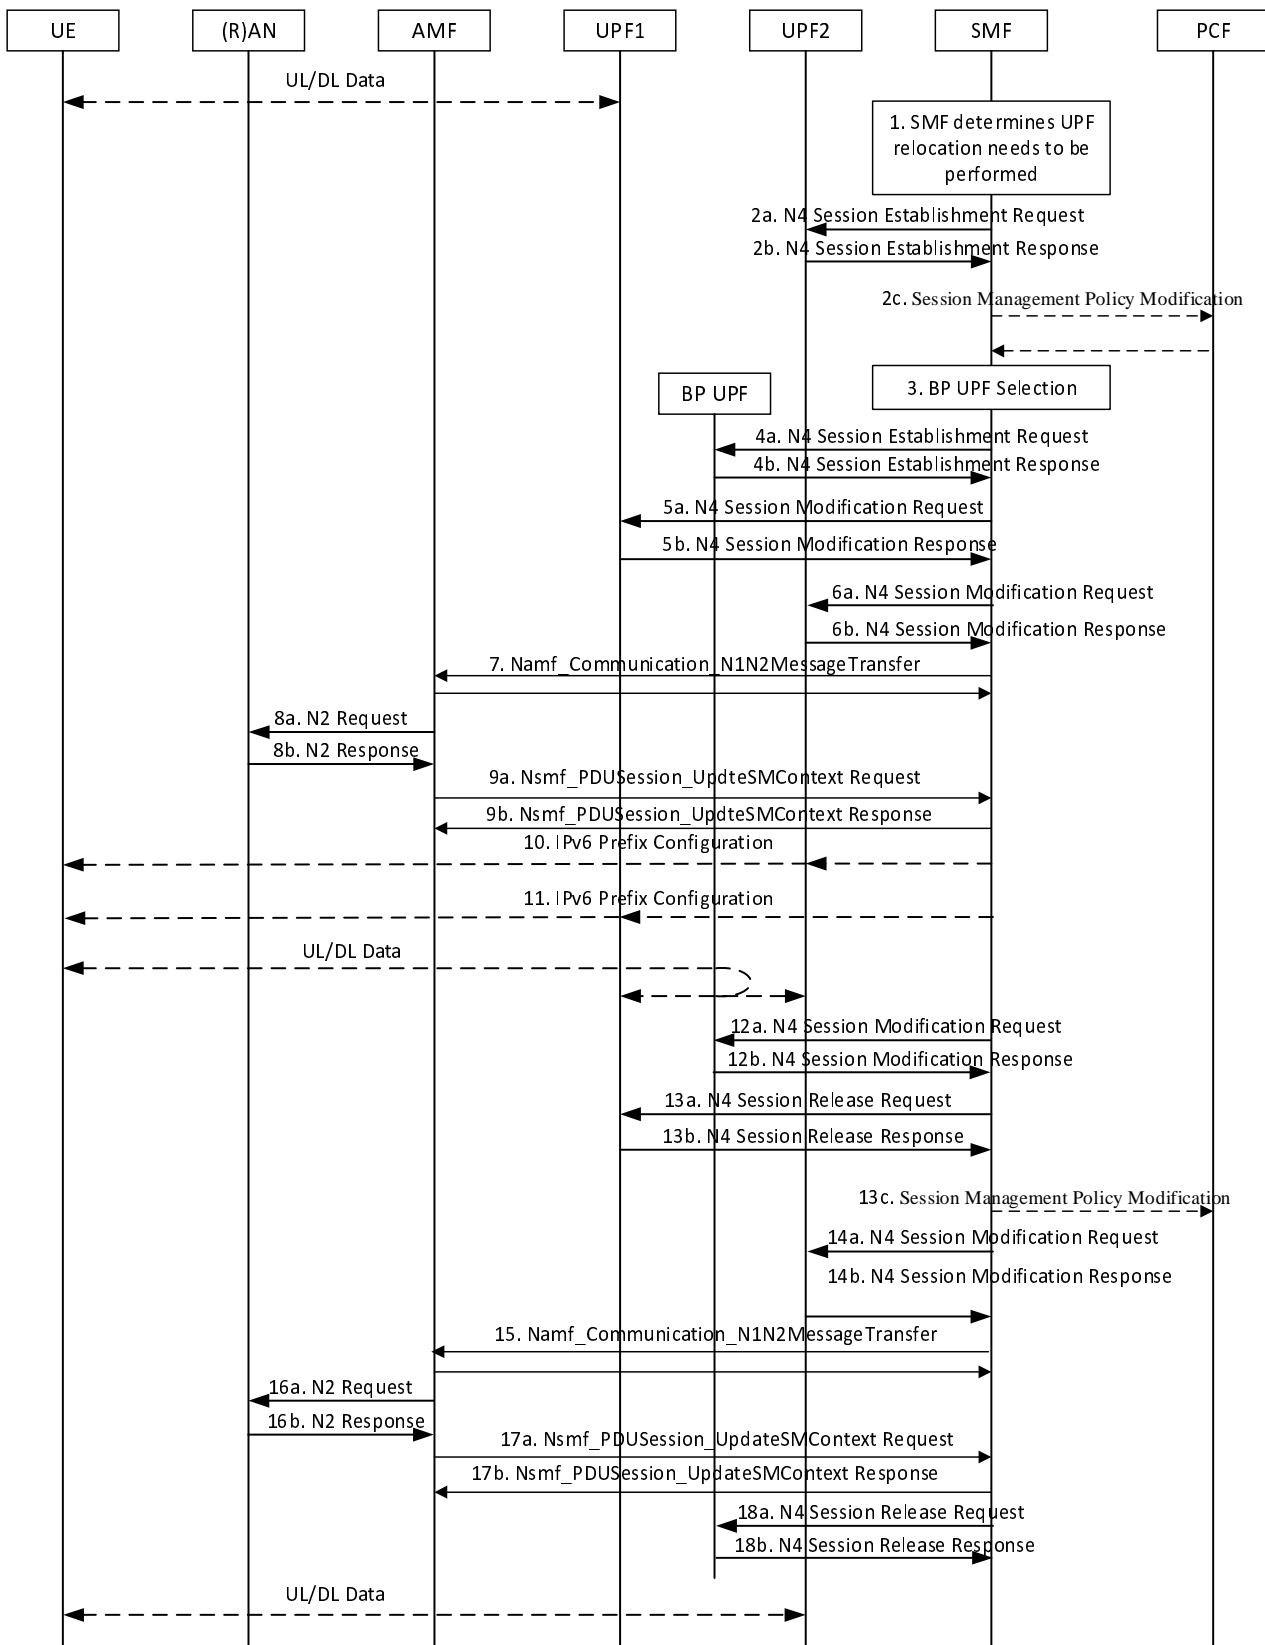 UE
(R)AN
AMF
UPF1
UPF2
SMF
PCF
UL/DL Data
1. SMF determines UPF
relocation needs to be
performed
2a. N4 Session Establishment Request
2b. N4 Session Establishment Response
2c. Session Management Policy Modification
BP UPF
3. BP UPF Selection
4a. N4 Session Establishment Request
4b. N4 Session Establishment Response
5a. N4 Session Modification Request
5b. N4 Session Modification Response
6a. N4 Session Modification Request
6b. N4 Session Modification Response
7. Namf_Communication_N1N2MessageTransfer
8a. N2 Request
8b. N2 Response
9a. Nsmf_PDUSession_UpdteSMContext Request
9b. Nsmf_PDUSession_UpdteSMContext Response
10. IPv6 Prefix Configuration
11. IPv6 Prefix Configuration
UL/DL Data
12a. N4 Session Modification Request
12b. N4 Session Modification Response
13a. N4 Session Release Request
13b. N4 Session Release Response
13c. Session Management Policy Modification
14a. N4 Session Modification Request
14b. N4 Session Modification Response
15. Namf_Communication_N1N2MessageTransfer
16a. N2 Request
16b. N2 Response
17a. Nsmf_PDUSession_UpdateSMContext Request
17b. Nsmf_PDUSession_UpdateSMContext Response
18a. N4 Session Release Request
18b. N4 Session Release Response
UL/DL Data